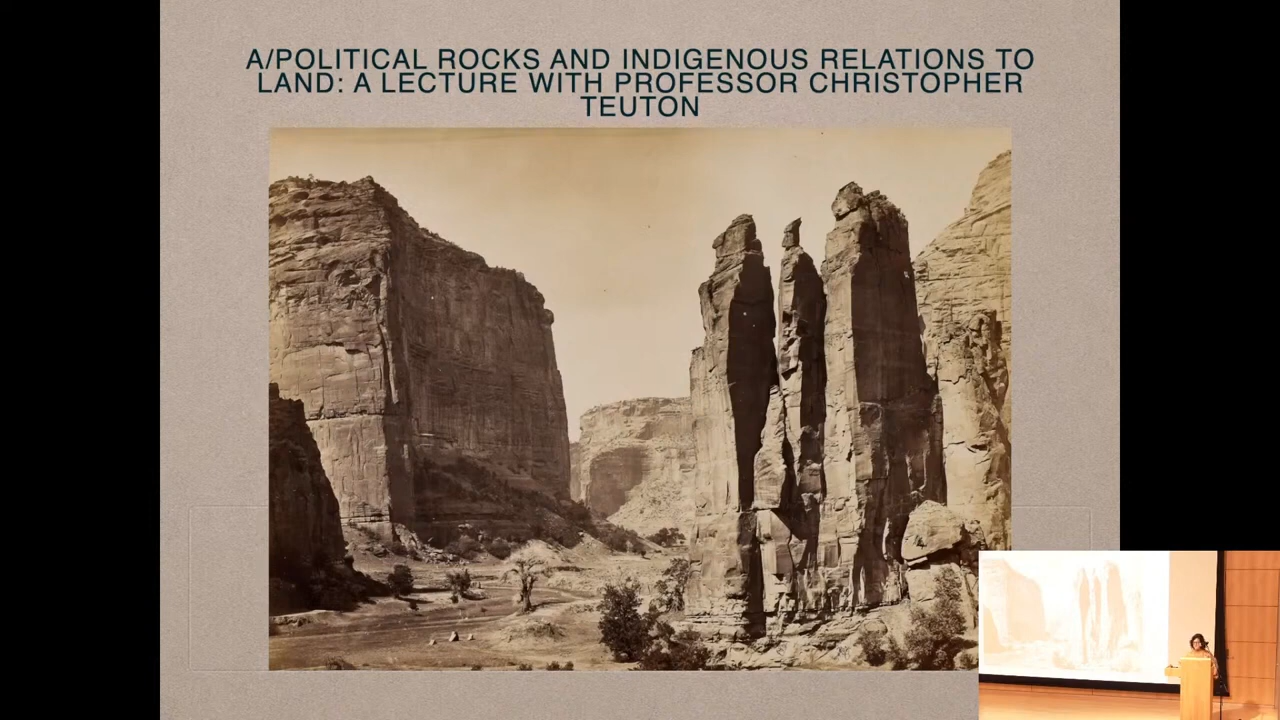 A/POLITICAL ROCKS AND INDIGENOUS RELATIONS TO
LAND: A LECTURE WITH PROFESSOR CHRISTOPHER
TEUTON